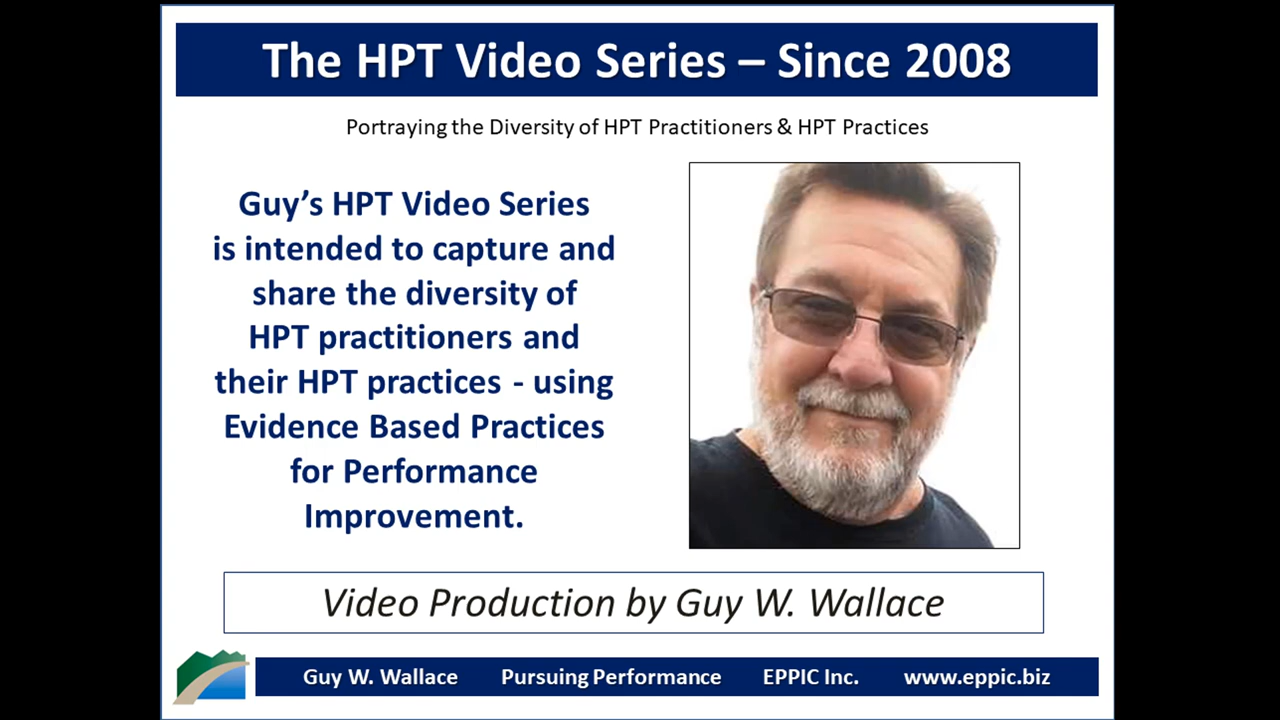 The HPT Video Series – Since 2008
Portraying the Diversity of HPT Practitioners & HPT Practices
Guy’s HPT Video Series
is intended to capture and
share the diversity of
HPT practitioners and
their HPT practices - using
Evidence Based Practices
for Performance
Improvement.
Video Production by Guy W. Wallace
Guy W. Wallace Pursuing Performance EPPIC Inc. www.eppic.biz